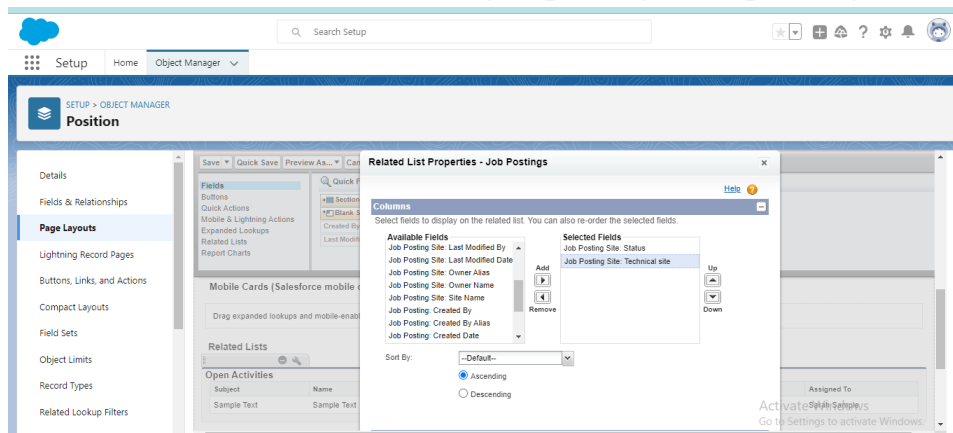 Search Setup
Setup
Home
Object Manager
SETUP > OBJECT MANAGER
Position
Details
Fields & Relationships
Page Layouts
Lightning Record Pages
Buttons, Links, and Actions
Compact Layouts
Field Sets
Object Limits
Record Types
Related Lookup Filters
Save
Quick Save
Preview As...
Can
Fields
Buttons
Quick Actions
Mobile & Lightning Actions
Expanded Lookups
Related Lists
Report Charts
Quick F
Section
Blank S
Created By
Last Modifi
Mobile Cards (Salesforce mobile
Drag expanded lookups and mobile-enabl
Related Lists
Open Activities
Subject
Name
Assigned To
Sample Text
Sample Text
Sarah Sample
Related List Properties - Job Postings
x
Help ?
Columns
Select fields to display on the related list. You can also re-order the selected fields.
Available Fields
Job Posting Site: Last Modified By
Job Posting Site: Last Modified Date
Job Posting Site: Owner Alias
Job Posting Site: Owner Name
Job Posting Site: Site Name
Job Posting: Created By
Job Posting: Created By Alias
Job Posting: Created Date
Add
Remove
Selected Fields
Job Posting Site: Status
Job Posting Site: Technical site
Up
Down
Sort By:
--Default--
Ascending
Descending
Activate Windows
Go to Settings to activate Windows.